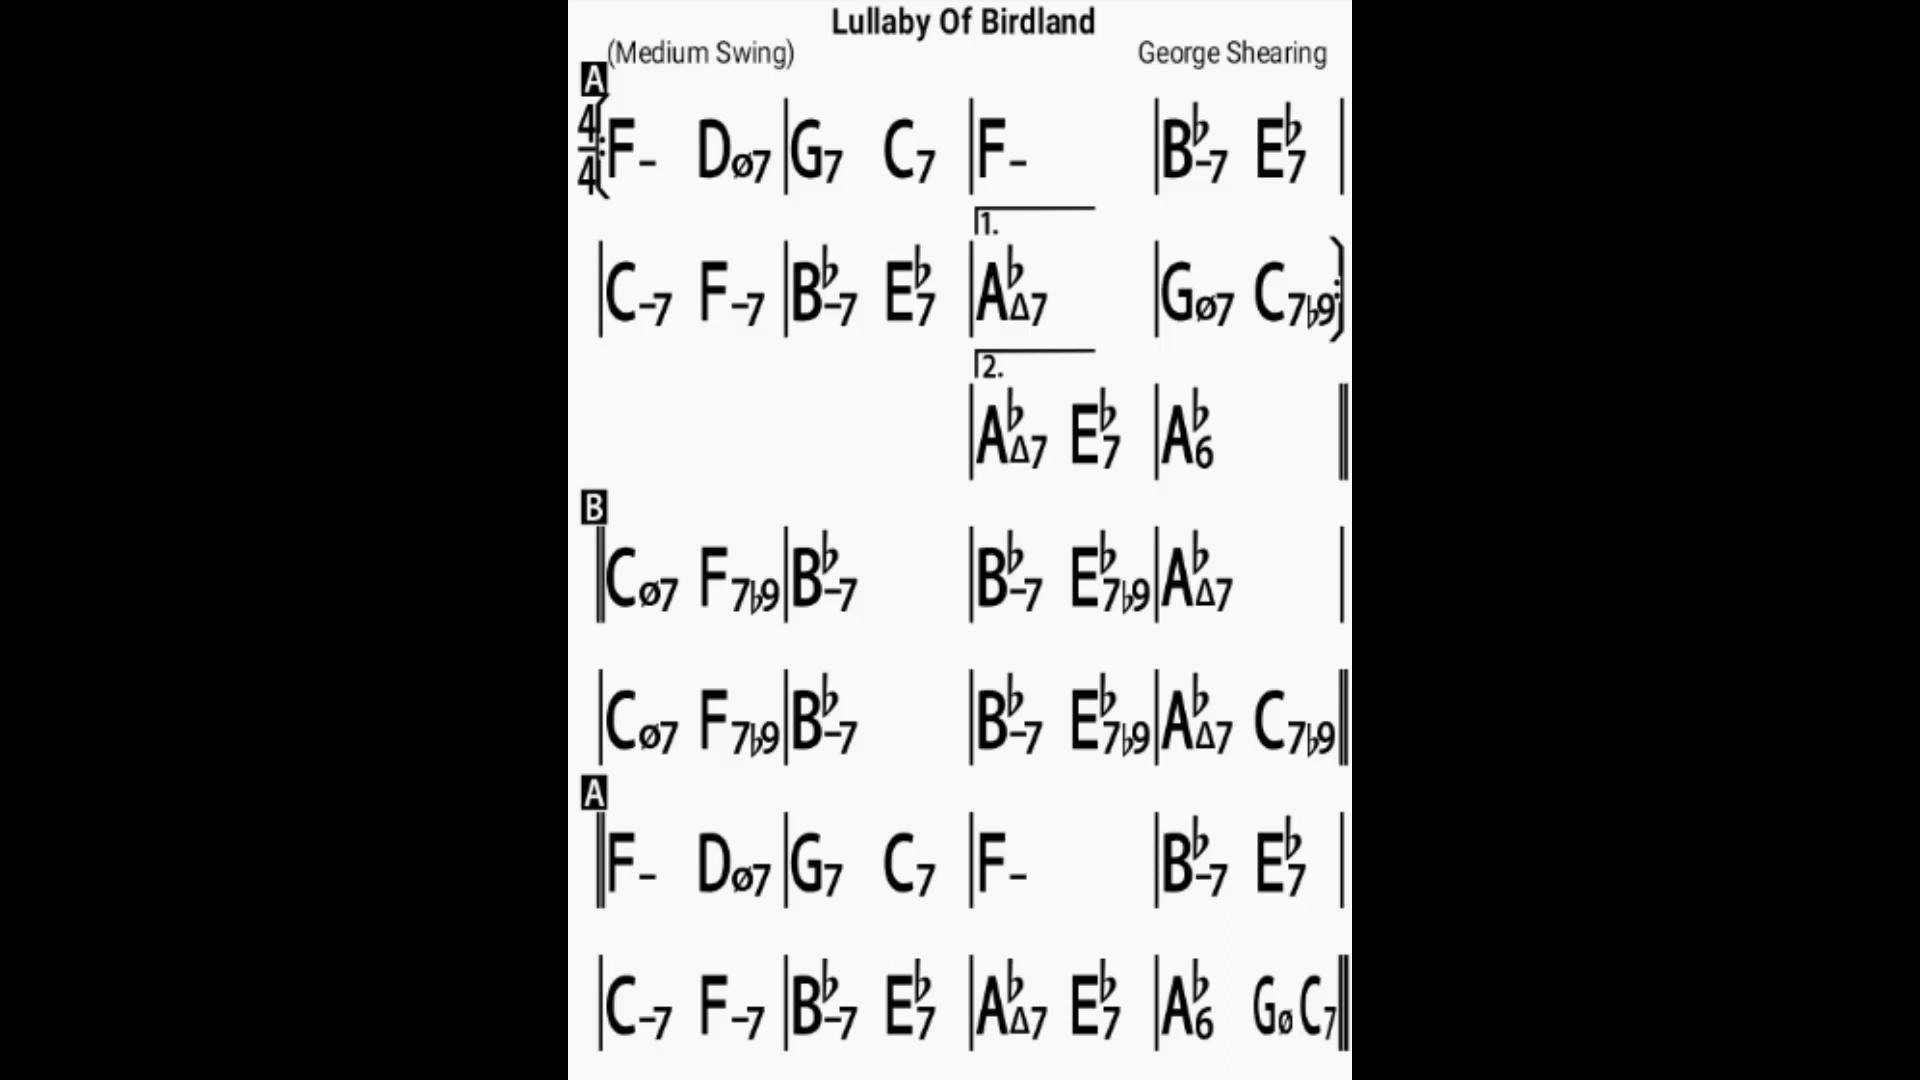 Lullaby Of Birdland
(Medium Swing) George Shearing
A
4/4 F– Dø7 | G7 C7 | F– | B♭–7 E♭7 |
1.
| C–7 F–7 | B♭–7 E♭7 | A♭Δ7 | Gø7 C7♭9
2.
| A♭Δ7 E♭7 | A♭6
B
Cø7 F7♭9 | B♭–7 | B♭–7 E♭7♭9 | A♭Δ7 |
| Cø7 F7♭9 | B♭–7 | B♭–7 E♭7♭9 | A♭Δ7 C7♭9
A
F– Dø7 | G7 C7 | F– | B♭–7 E♭7 |
| C–7 F–7 | B♭–7 E♭7 | A♭Δ7 E♭7 | A♭6 Gø C7